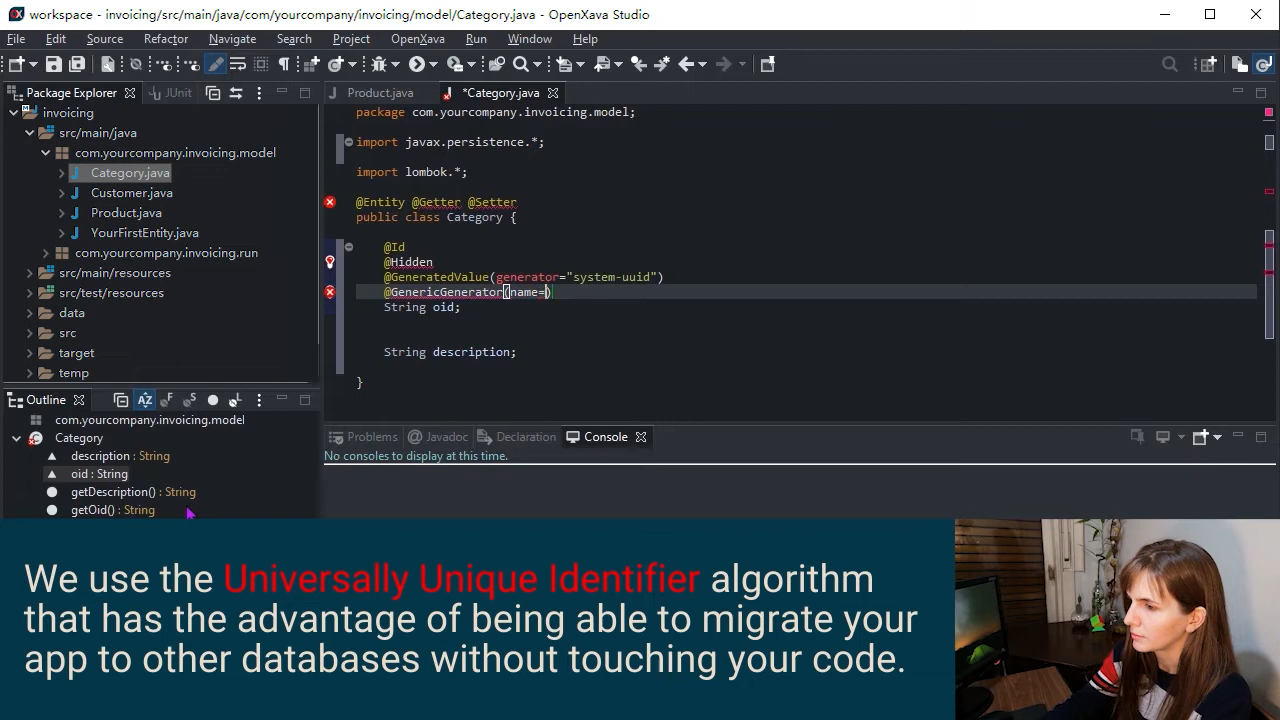 workspace - invoicing/src/main/java/com/yourcompany/invoicing/model/Category.java - OpenXava Studio
File Edit Source Refactor Navigate Search Project OpenXava Run Window Help
Package Explorer JUnit
invoicing
src/main/java
com.yourcompany.invoicing.model
Category.java
Customer.java
Product.java
YourFirstEntity.java
com.yourcompany.invoicing.run
src/main/resources
src/test/resources
data
src
target
temp
Outline
com.yourcompany.invoicing.model
Category
description : String
oid : String
getDescription() : String
getOid() : String
Product.java *Category.java
package com.yourcompany.invoicing.model;
import javax.persistence.*;
import lombok.*;
@Entity @Getter @Setter
public class Category {
@Id
@Hidden
@GeneratedValue(generator="system-uuid")
@GenericGenerator(name=)
String oid;
String description;
}
Problems Javadoc Declaration Console
No consoles to display at this time.
We use the Universally Unique Identifier algorithm
that has the advantage of being able to migrate your
app to other databases without touching your code.